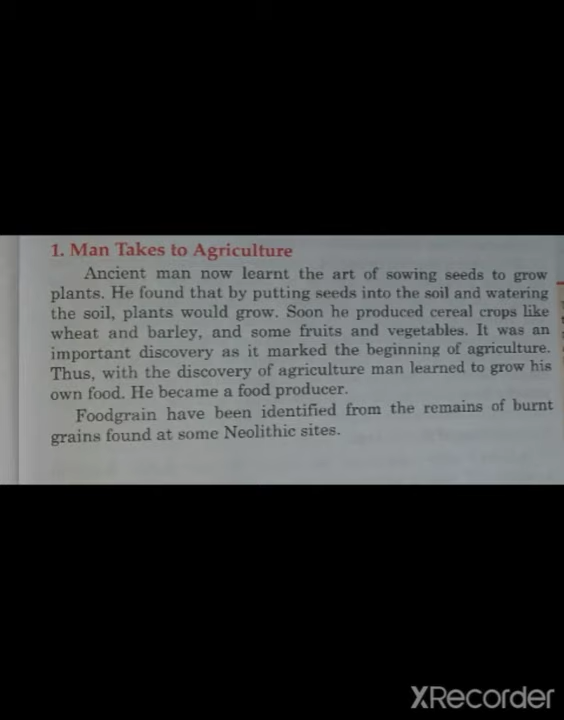 1. Man Takes to Agriculture
Ancient man now learnt the art of sowing seeds to grow
plants. He found that by putting seeds into the soil and watering
the soil, plants would grow. Soon he produced cereal crops like
wheat and barley, and some fruits and vegetables. It was an
important discovery as it marked the beginning of agriculture.
Thus, with the discovery of agriculture man learned to grow his
own food. He became a food producer.
Foodgrain have been identified from the remains of burnt
grains found at some Neolithic sites.
XRecorder